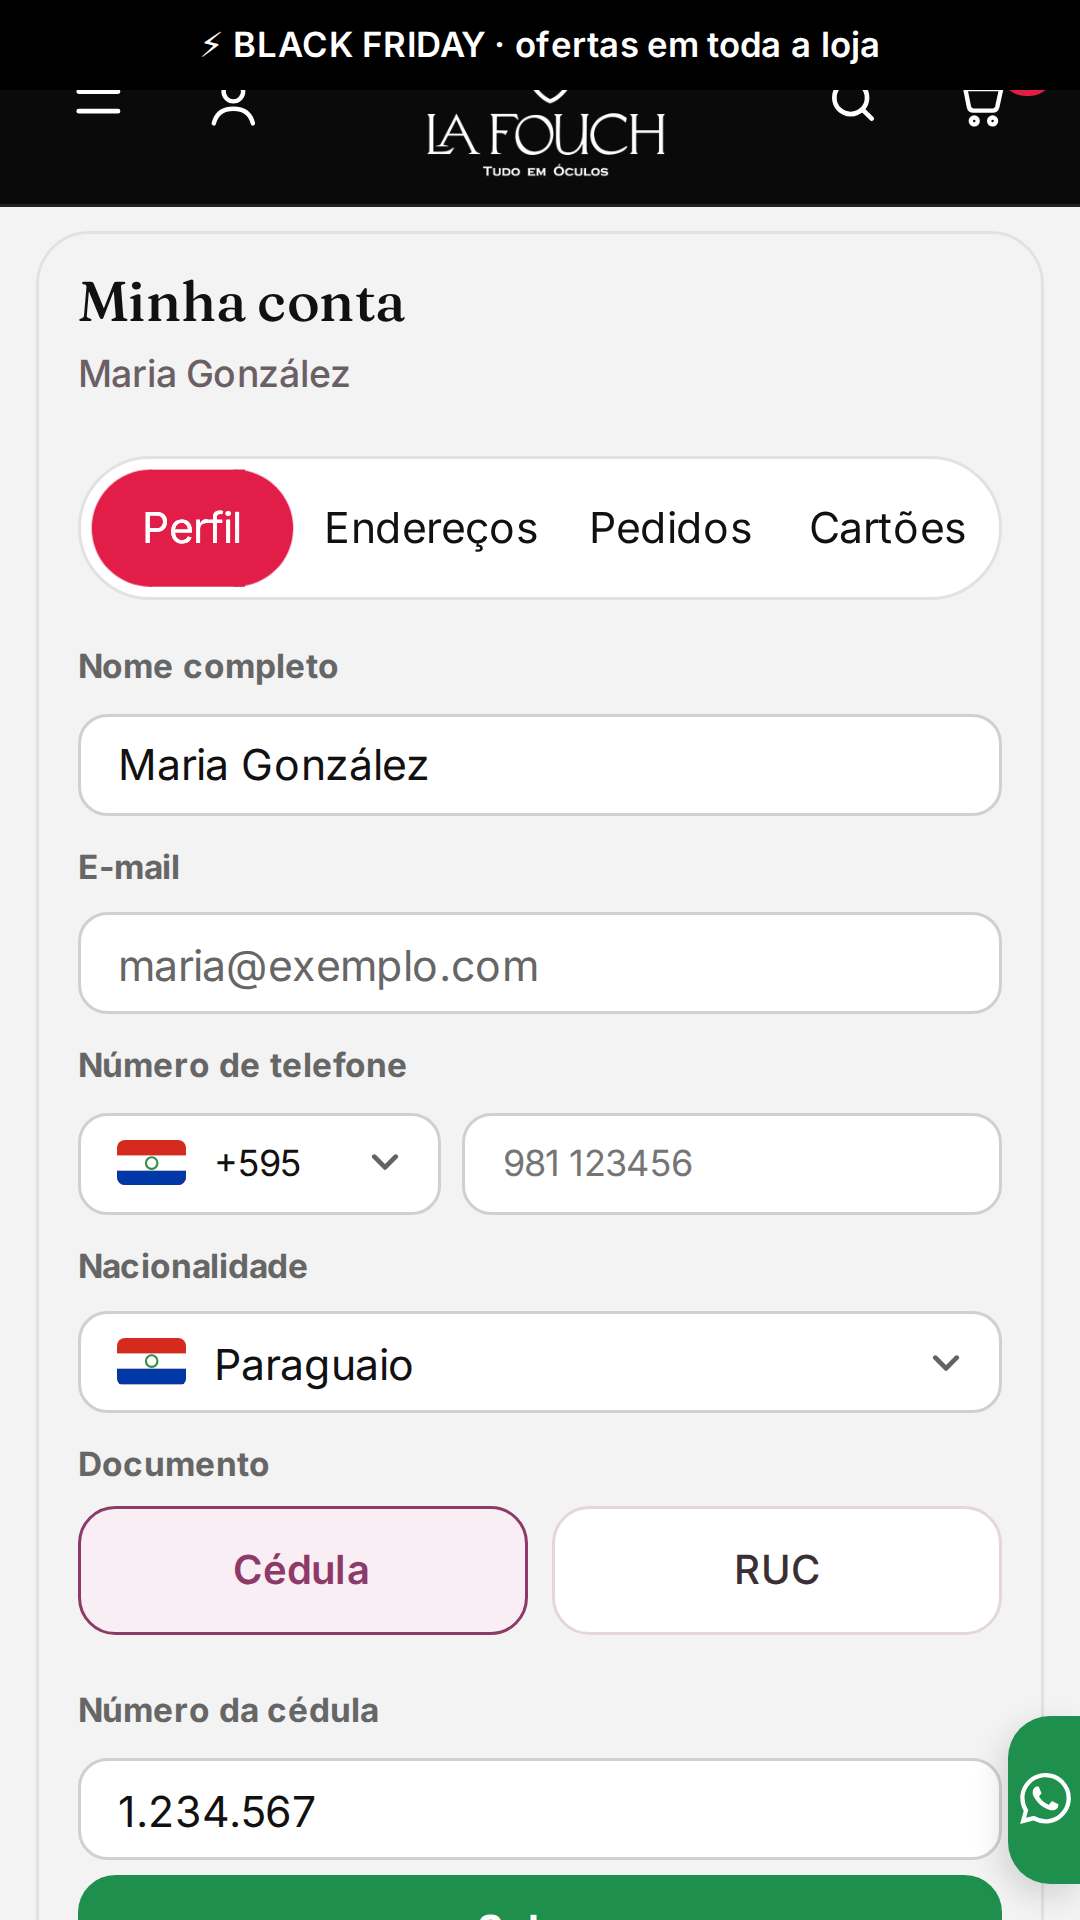 ⚡ BLACK FRIDAY · ofertas em toda a loja
LA FOUCH
TUDO EM ÓCULOS
Minha conta
Maria González
Perfil Endereços Pedidos Cartões
Nome completo
Maria González
E-mail
maria@exemplo.com
Número de telefone
+595 981 123456
Nacionalidade
Paraguaio
Documento
Cédula RUC
Número da cédula
1.234.567